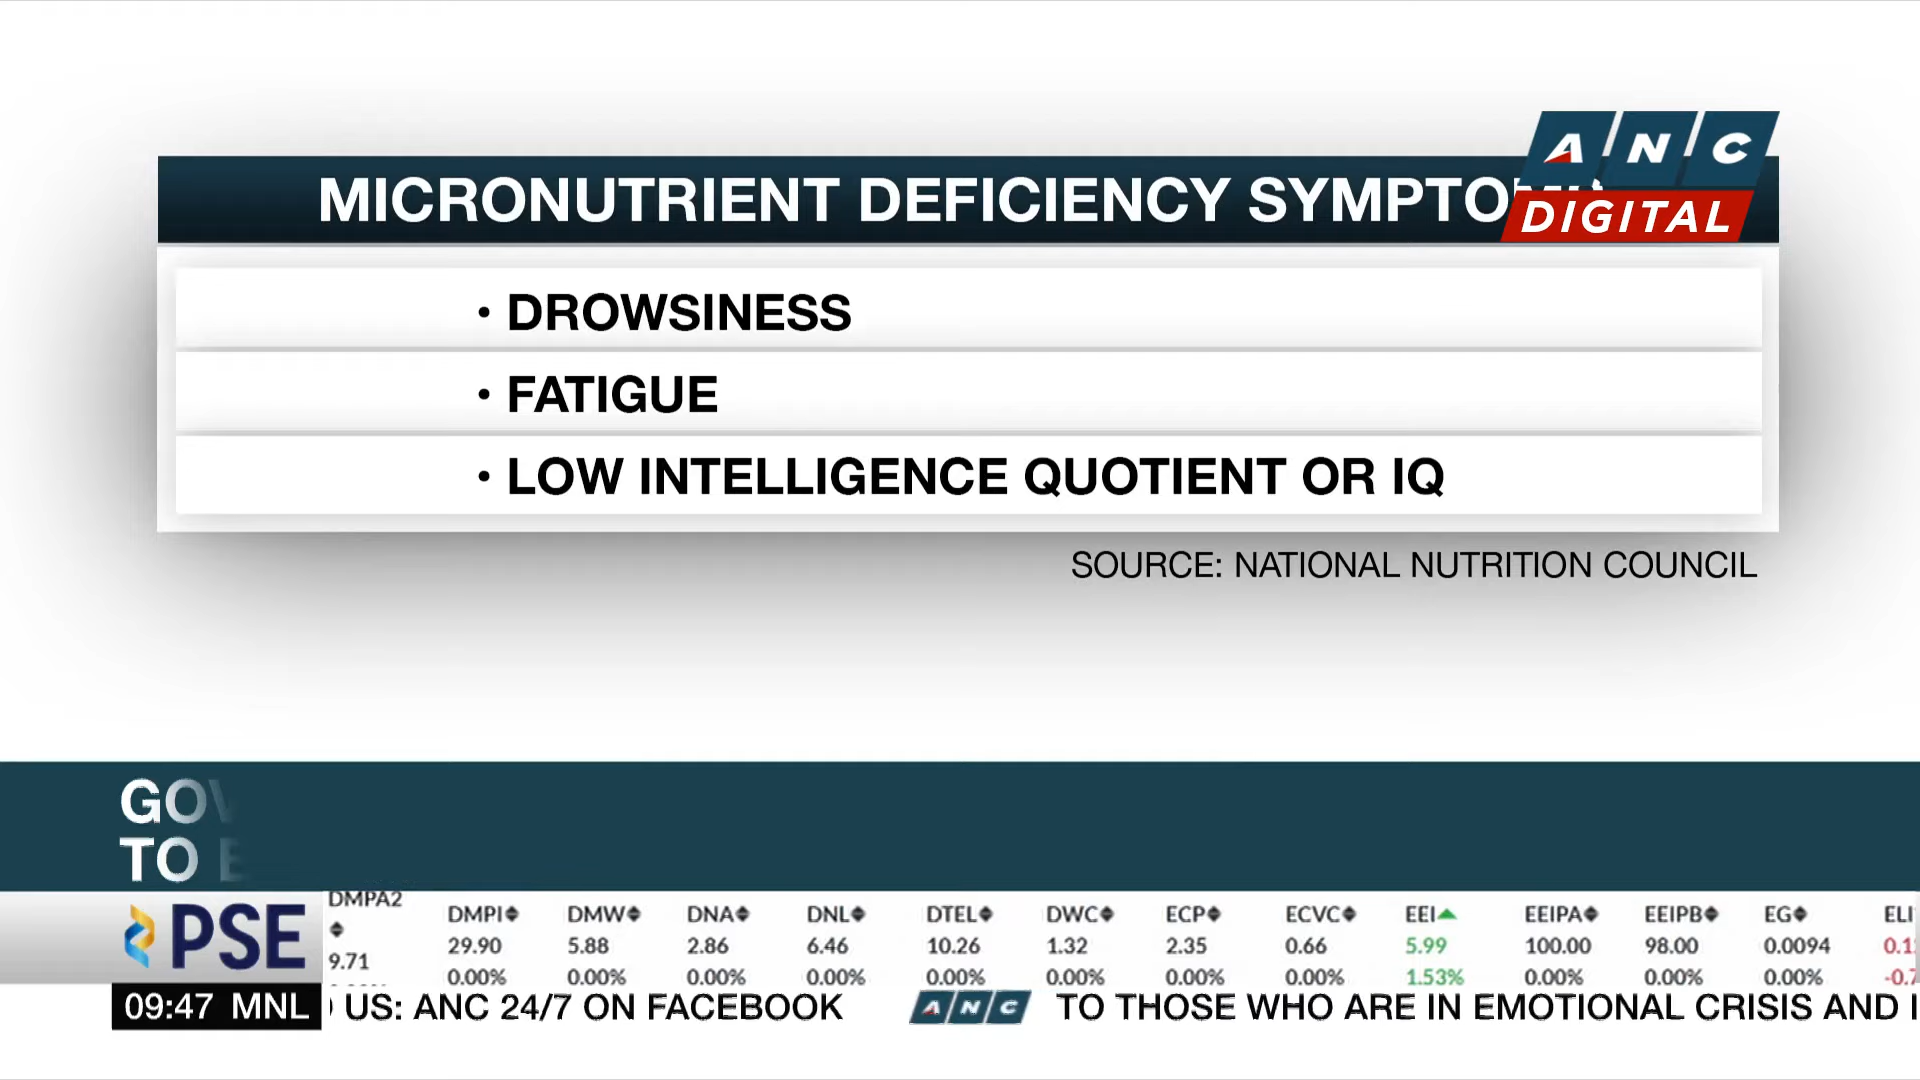 ANC
DIGITAL
MICRONUTRIENT DEFICIENCY
• DROWSINESS
• FATIGUE
• LOW INTELLIGENCE QUOTIENT OR IQ
SOURCE: NATIONAL NUTRITION COUNCIL
TO
PSE
DMPA2 DMPI DMW DNA DNL DTEL DWC ECP ECVC EEI EEIPA EEIPB EG
9.71 29.90 5.88 2.86 6.46 10.26 1.32 2.35 0.66 5.99 100.00 98.00 0.0094
0.00% 0.00% 0.00% 0.00% 0.00% 0.00% 0.00% 0.00% 1.53% 0.00% 0.00% 0.00%
09:47 MNL US: ANC 24/7 ON FACEBOOK ANC TO THOSE WHO ARE IN EMOTIONAL CRISIS AND